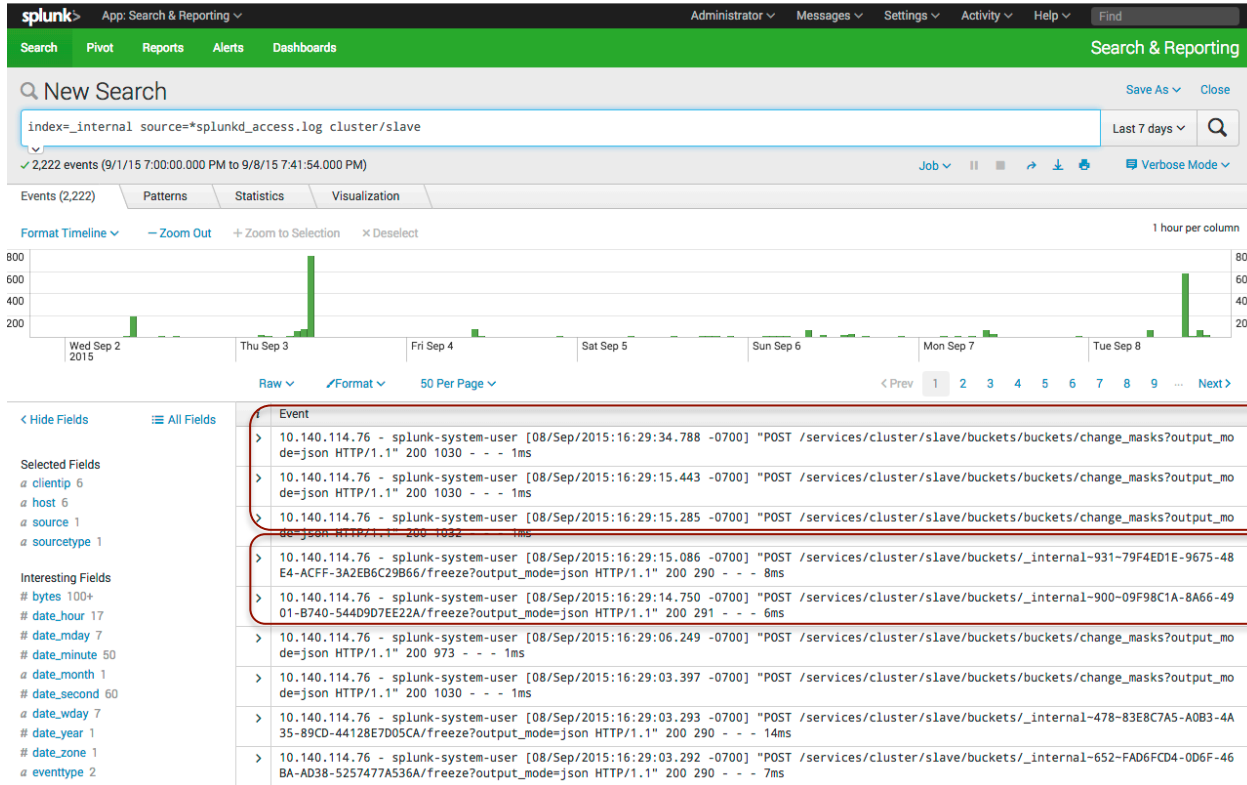 splunk> App: Search & Reporting Administrator Messages Settings Activity Help Find
Search Pivot Reports Alerts Dashboards Search & Reporting
New Search Save As Close
index=_internal source=*splunkd_access.log cluster/slave Last 7 days
2,222 events (9/1/15 7:00:00.000 PM to 9/8/15 7:41:54.000 PM) Job Verbose Mode
Events (2,222) Patterns Statistics Visualization
Format Timeline — Zoom Out + Zoom to Selection × Deselect 1 hour per column
800 80
600 60
400 40
200 20
Wed Sep 2 Thu Sep 3 Fri Sep 4 Sat Sep 5 Sun Sep 6 Mon Sep 7 Tue Sep 8
2015
Raw Format 50 Per Page < Prev 1 2 3 4 5 6 7 8 9 ... Next >
< Hide Fields All Fields
i Event
Selected Fields
a clientip 6
a host 6
a source 1
a sourcetype 1
Interesting Fields
# bytes 100+
# date_hour 17
# date_mday 7
# date_minute 50
a date_month 1
# date_second 60
a date_wday 7
# date_year 1
# date_zone 1
a eventtype 2
> 10.140.114.76 - splunk-system-user [08/Sep/2015:16:29:34.788 -0700] "POST /services/cluster/slave/buckets/buckets/change_masks?output_mo
de=json HTTP/1.1" 200 1030 - - - 1ms
> 10.140.114.76 - splunk-system-user [08/Sep/2015:16:29:15.443 -0700] "POST /services/cluster/slave/buckets/buckets/change_masks?output_mo
de=json HTTP/1.1" 200 1030 - - - 1ms
> 10.140.114.76 - splunk-system-user [08/Sep/2015:16:29:15.285 -0700] "POST /services/cluster/slave/buckets/buckets/change_masks?output_mo
de=json HTTP/1.1" 200 1032 - - - 1ms
> 10.140.114.76 - splunk-system-user [08/Sep/2015:16:29:15.086 -0700] "POST /services/cluster/slave/buckets/_internal~931~79F4ED1E-9675-48
E4-ACFF-3A2EB6C29B66/freeze?output_mode=json HTTP/1.1" 200 290 - - - 8ms
> 10.140.114.76 - splunk-system-user [08/Sep/2015:16:29:14.750 -0700] "POST /services/cluster/slave/buckets/_internal~900~09F98C1A-8A66-49
01-B740-544D9D7EE22A/freeze?output_mode=json HTTP/1.1" 200 291 - - - 6ms
> 10.140.114.76 - splunk-system-user [08/Sep/2015:16:29:06.249 -0700] "POST /services/cluster/slave/buckets/buckets/change_masks?output_mo
de=json HTTP/1.1" 200 973 - - - 1ms
> 10.140.114.76 - splunk-system-user [08/Sep/2015:16:29:03.397 -0700] "POST /services/cluster/slave/buckets/buckets/change_masks?output_mo
de=json HTTP/1.1" 200 1030 - - - 1ms
> 10.140.114.76 - splunk-system-user [08/Sep/2015:16:29:03.293 -0700] "POST /services/cluster/slave/buckets/_internal~478~83E8C7A5-A0B3-4A
35-89CD-44128E7D05CA/freeze?output_mode=json HTTP/1.1" 200 290 - - - 14ms
> 10.140.114.76 - splunk-system-user [08/Sep/2015:16:29:03.292 -0700] "POST /services/cluster/slave/buckets/_internal~652~FAD6FCD4-0D6F-46
BA-AD38-5257477A536A/freeze?output_mode=json HTTP/1.1" 200 290 - - - 7ms